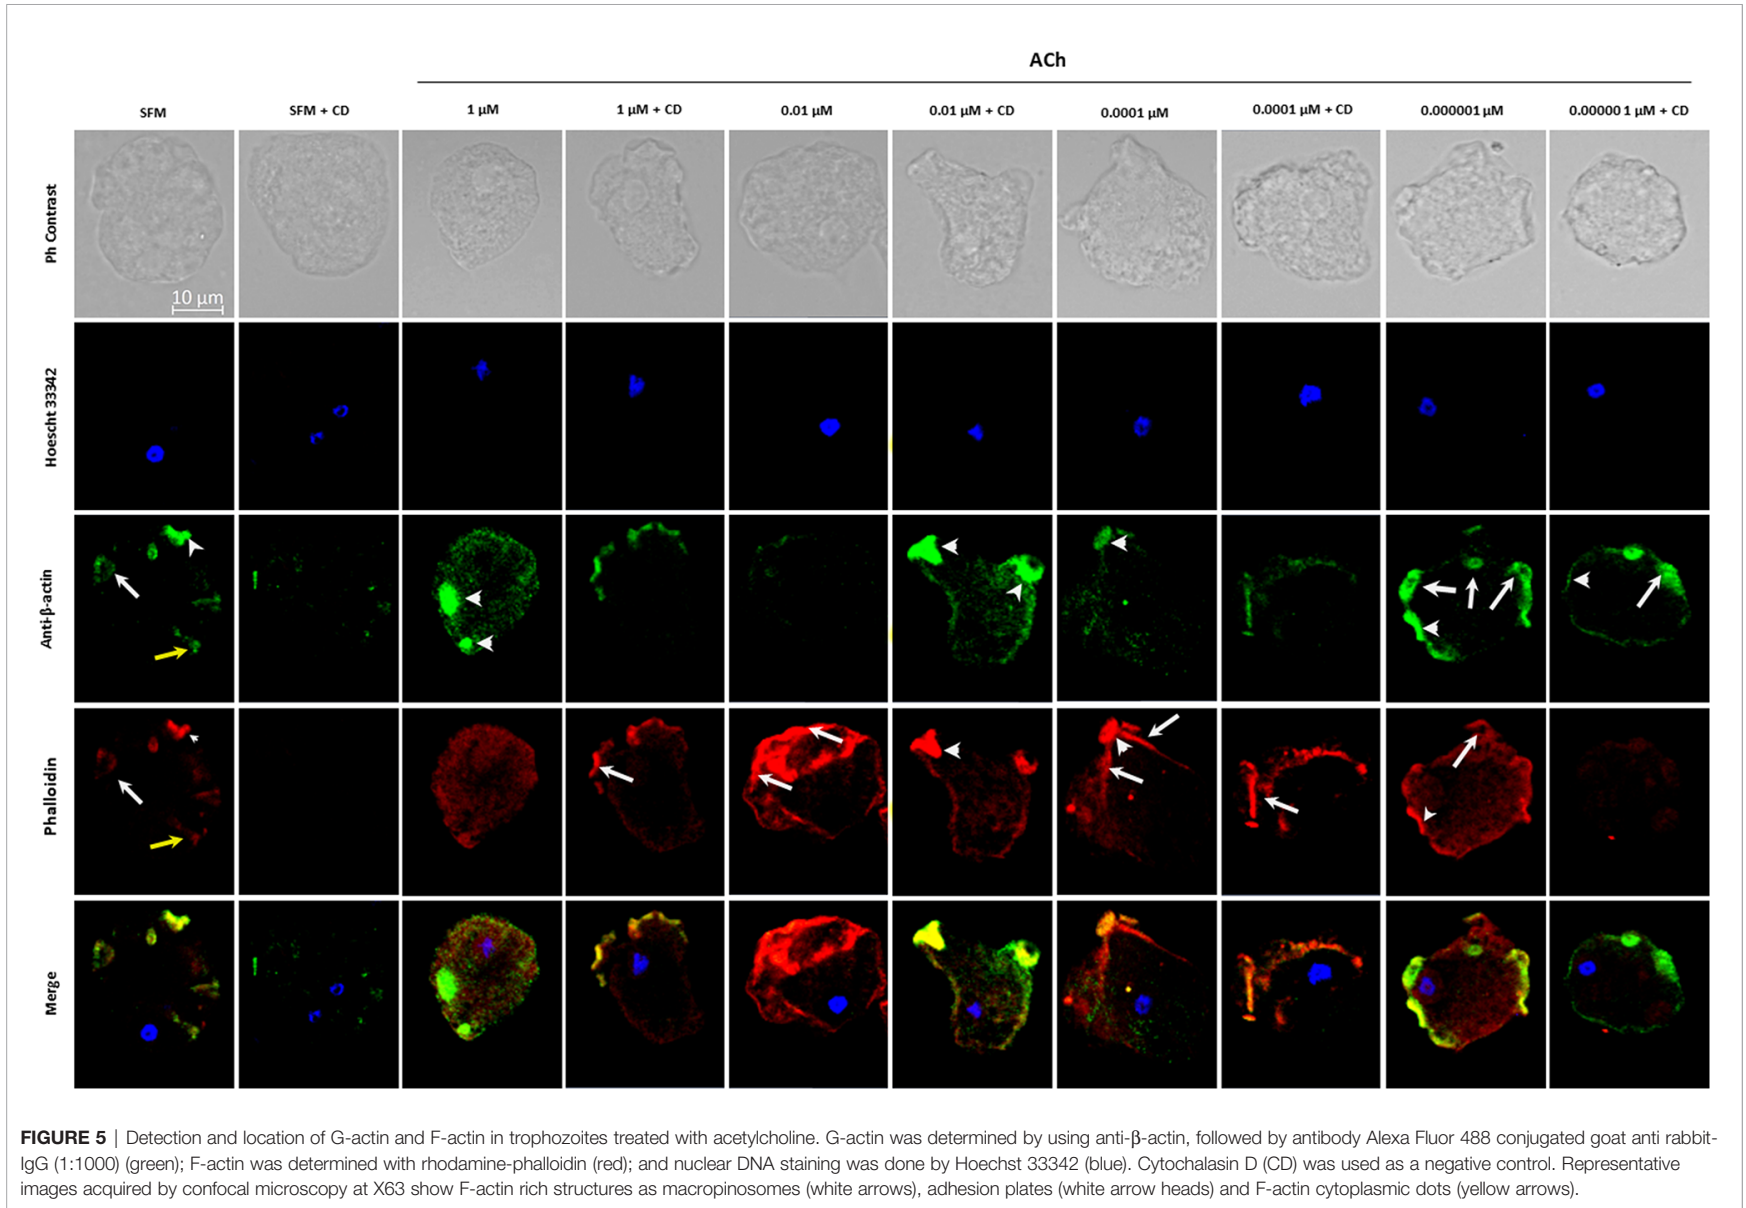 ACh
SFM
SFM + CD
1 µM
1 µM + CD
0.01 µM
0.01 µM + CD
0.0001 µM
0.0001 µM + CD
0.000001 µM
0.00000 1 µM + CD
Ph Contrast
10 µm
Hoescht 33342
Anti-β-actin
Phalloidin
Merge
FIGURE 5 | Detection and location of G-actin and F-actin in trophozoites treated with acetylcholine. G-actin was determined by using anti-β-actin, followed by antibody Alexa Fluor 488 conjugated goat anti rabbit-
IgG (1:1000) (green); F-actin was determined with rhodamine-phalloidin (red); and nuclear DNA staining was done by Hoechst 33342 (blue). Cytochalasin D (CD) was used as a negative control. Representative
images acquired by confocal microscopy at X63 show F-actin rich structures as macropinosomes (white arrows), adhesion plates (white arrow heads) and F-actin cytoplasmic dots (yellow arrows).